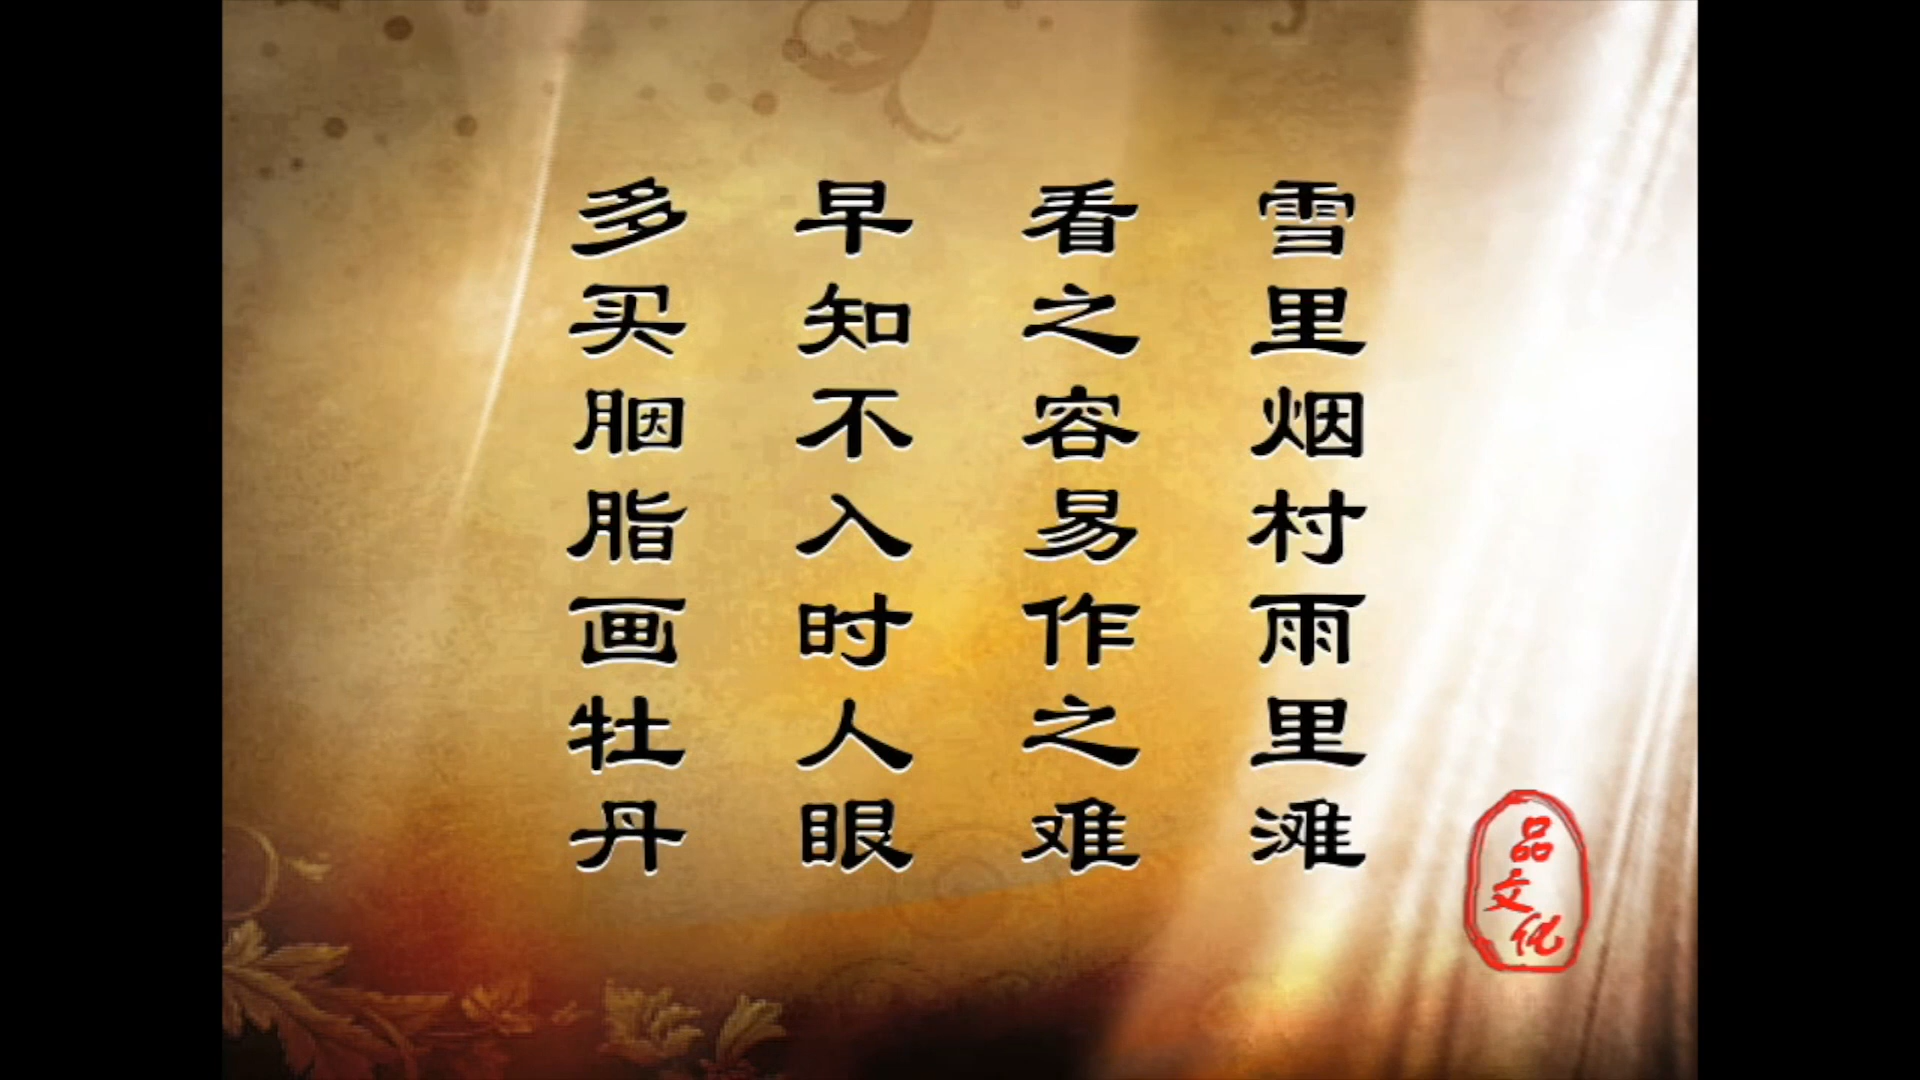 雪里烟村雨里滩
看之容易作之难
早知不入时人眼
多买胭脂画牡丹
品文化